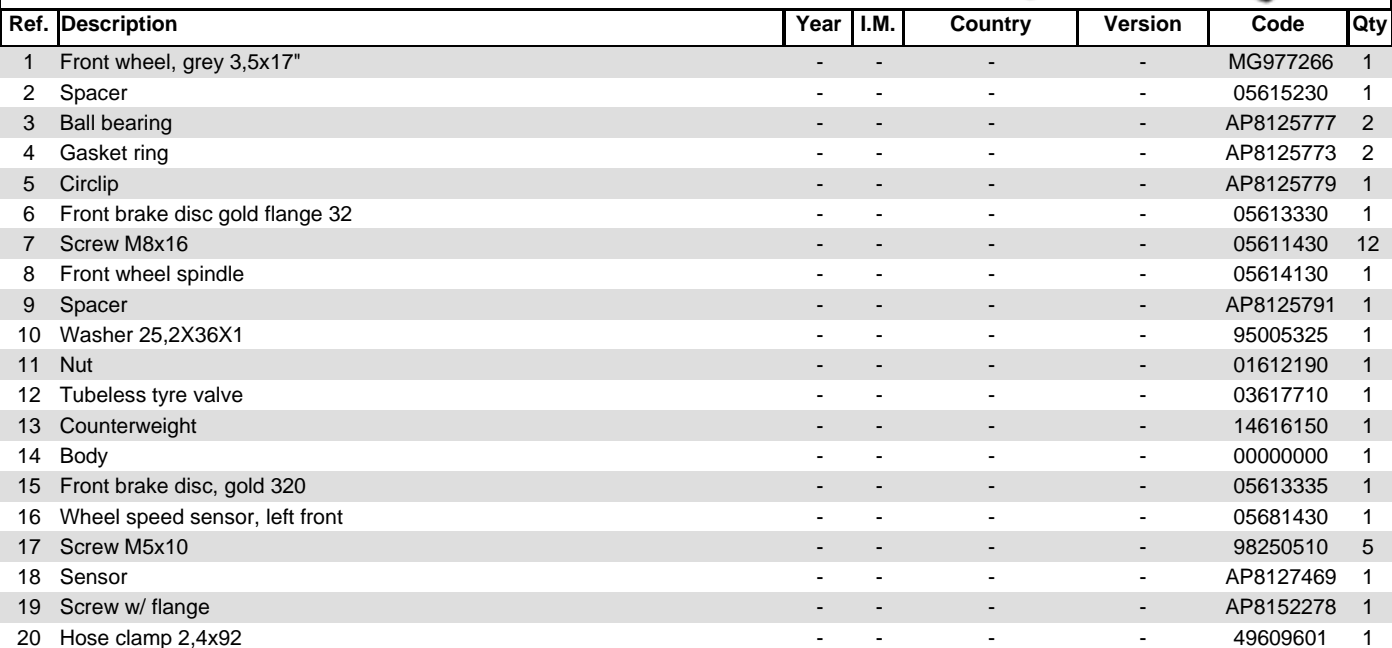 Ref. Description Year I.M. Country Version Code Qty
1 Front wheel, grey 3,5x17" - - - - MG977266 1
2 Spacer - - - - 05615230 1
3 Ball bearing - - - - AP8125777 2
4 Gasket ring - - - - AP8125773 2
5 Circlip - - - - AP8125779 1
6 Front brake disc gold flange 32 - - - - 05613330 1
7 Screw M8x16 - - - - 05611430 12
8 Front wheel spindle - - - - 05614130 1
9 Spacer - - - - AP8125791 1
10 Washer 25,2X36X1 - - - - 95005325 1
11 Nut - - - - 01612190 1
12 Tubeless tyre valve - - - - 03617710 1
13 Counterweight - - - - 14616150 1
14 Body - - - - 00000000 1
15 Front brake disc, gold 320 - - - - 05613335 1
16 Wheel speed sensor, left front - - - - 05681430 1
17 Screw M5x10 - - - - 98250510 5
18 Sensor - - - - AP8127469 1
19 Screw w/ flange - - - - AP8152278 1
20 Hose clamp 2,4x92 - - - - 49609601 1